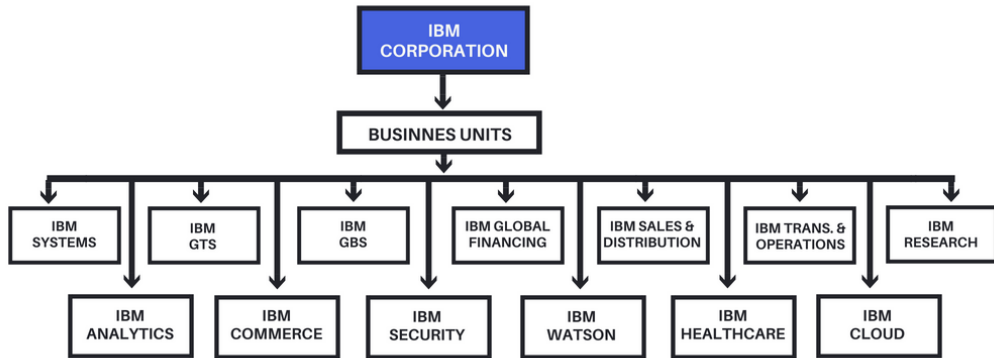 IBM
CORPORATION
BUSINNES UNITS
IBM
SYSTEMS
IBM
GTS
IBM
GBS
IBM GLOBAL
FINANCING
IBM SALES &
DISTRIBUTION
IBM TRANS. &
OPERATIONS
IBM
RESEARCH
IBM
ANALYTICS
IBM
COMMERCE
IBM
SECURITY
IBM
WATSON
IBM
HEALTHCARE
IBM
CLOUD